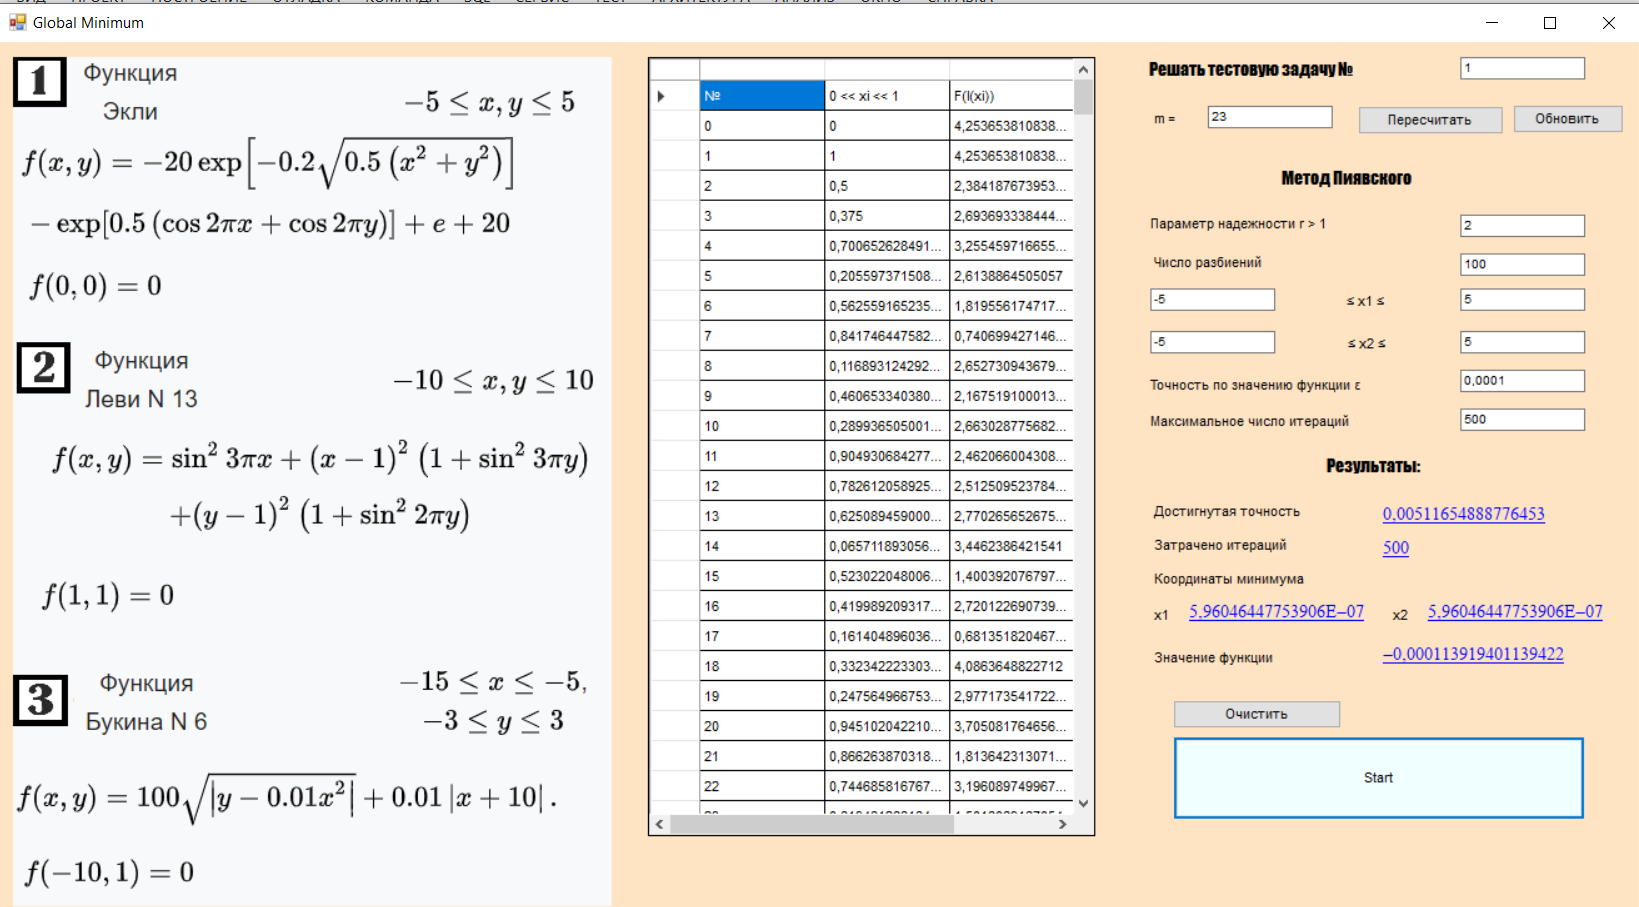 ВИД ПРОЕКТ ПОСТРОЕНИЕ ОТЛАДКА КОМАНДА SQL СЕРВИС ТЕСТ АРХИТЕКТУРА АНАЛИЗ ОКНО СПРАВКА
Global Minimum
1 Функция
Экли
−5 ≤ x, y ≤ 5
f(x, y) = −20 exp[−0.2√(0.5 (x² + y²))]
− exp[0.5 (cos 2πx + cos 2πy)] + e + 20
f(0, 0) = 0
2 Функция
Леви N 13
−10 ≤ x, y ≤ 10
f(x, y) = sin² 3πx + (x − 1)² (1 + sin² 3πy)
+(y − 1)² (1 + sin² 2πy)
f(1, 1) = 0
3 Функция
Букина N 6
−15 ≤ x ≤ −5,
−3 ≤ y ≤ 3
f(x, y) = 100√|y − 0.01x²| + 0.01 |x + 10| .
f(−10, 1) = 0
№ 0 << xi << 1 F(l(xi))
0 0 4,253653810838...
1 1 4,253653810838...
2 0,5 2,384187673953...
3 0,375 2,693693338444...
4 0,700652628491... 3,255459716655...
5 0,205597371508... 2,6138864505057
6 0,562559165235... 1,819556174717...
7 0,841746447582... 0,740699427146...
8 0,116893124292... 2,652730943679...
9 0,460653340380... 2,167519100013...
10 0,289936505001... 2,663028775682...
11 0,904930684277... 2,462066004308...
12 0,782612058925... 2,512509523784...
13 0,625089459000... 2,770265652675...
14 0,065711893056... 3,4462386421541
15 0,523022048006... 1,400392076797...
16 0,419989209317... 2,720122690739...
17 0,161404896036... 0,681351820467...
18 0,332342223303... 4,0863648822712
19 0,247564966753... 2,977173541722...
20 0,945102042210... 3,705081764656...
21 0,866263870318... 1,813642313071...
22 0,744685816767... 3,196089749967...
Решать тестовую задачу № 1
m = 23 Пересчитать Обновить
Метод Пиявского
Параметр надежности r > 1 2
Число разбиений 100
-5 ≤ x1 ≤ 5
-5 ≤ x2 ≤ 5
Точность по значению функции ε 0,0001
Максимальное число итераций 500
Результаты:
Достигнутая точность 0,00511654888776453
Затрачено итераций 500
Координаты минимума
x1 5,96046447753906E–07 x2 5,96046447753906E–07
Значение функции –0,000113919401139422
Очистить
Start